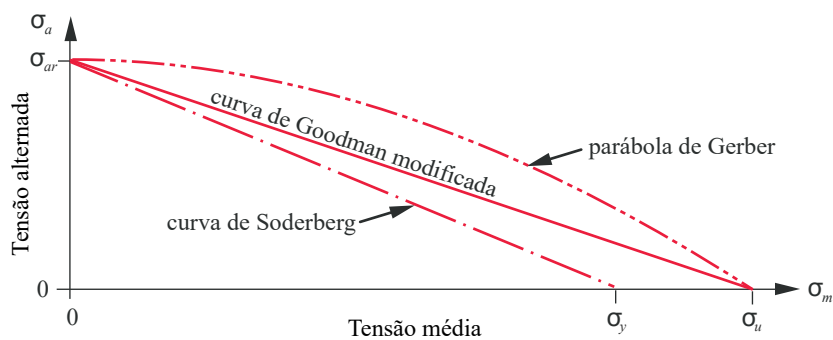 σa
σar
Tensão alternada
curva de Goodman modificada
parábola de Gerber
curva de Soderberg
0
0
Tensão média
σy
σu
σm